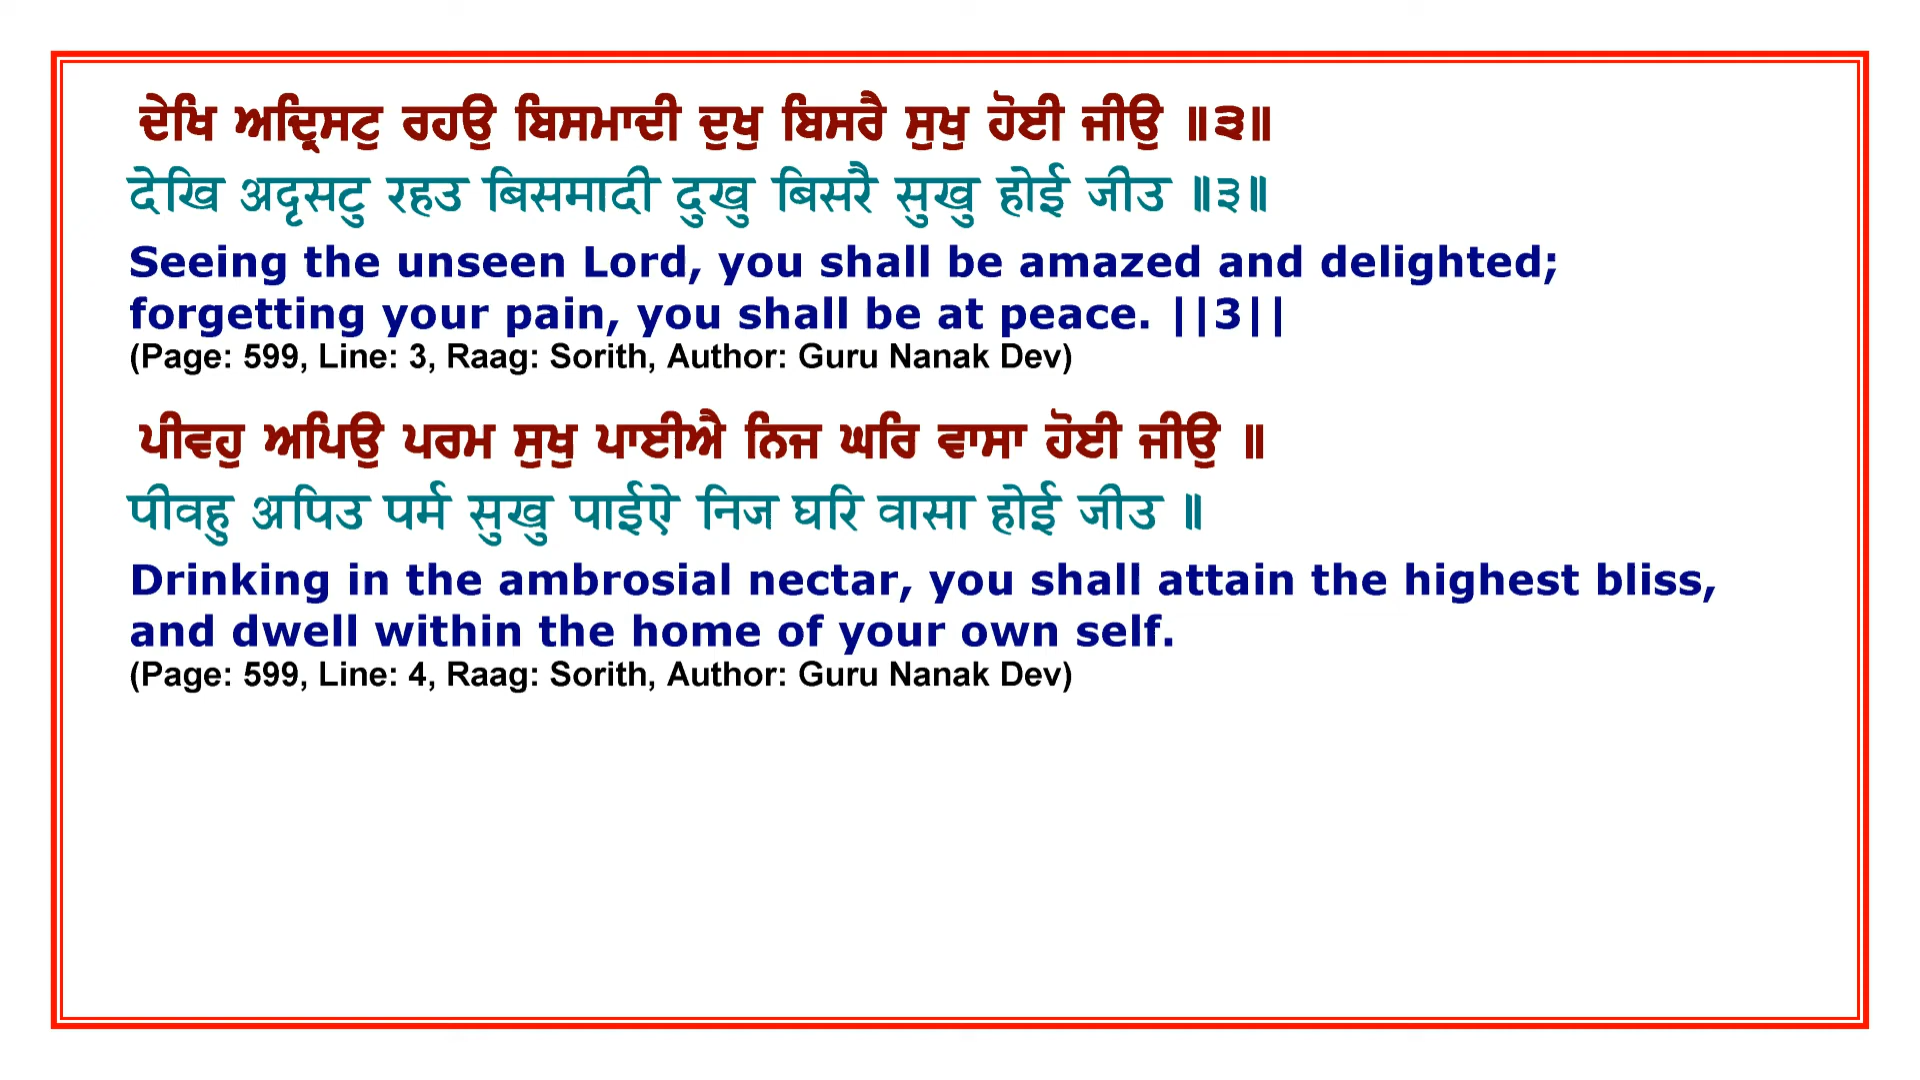 ਦੇਖਿ ਅਦ੍ਰਿਸਟੁ ਰਹਉ ਬਿਸਮਾਦੀ ਦੁਖੁ ਬਿਸਰੈ ਸੁਖੁ ਹੋਈ ਜੀਉ ॥੩॥
देखि अदृसटु रहउ बिसमादी दुखु बिसरै सुखु होई जीउ ॥३॥
Seeing the unseen Lord, you shall be amazed and delighted;
forgetting your pain, you shall be at peace. ||3||
(Page: 599, Line: 3, Raag: Sorith, Author: Guru Nanak Dev)
ਪੀਵਹੁ ਅਪਿਉ ਪਰਮ ਸੁਖੁ ਪਾਈਐ ਨਿਜ ਘਰਿ ਵਾਸਾ ਹੋਈ ਜੀਉ ॥
पीवहु अपिउ पर्म सुखु पाईऐ निज घरि वासा होई जीउ ॥
Drinking in the ambrosial nectar, you shall attain the highest bliss,
and dwell within the home of your own self.
(Page: 599, Line: 4, Raag: Sorith, Author: Guru Nanak Dev)